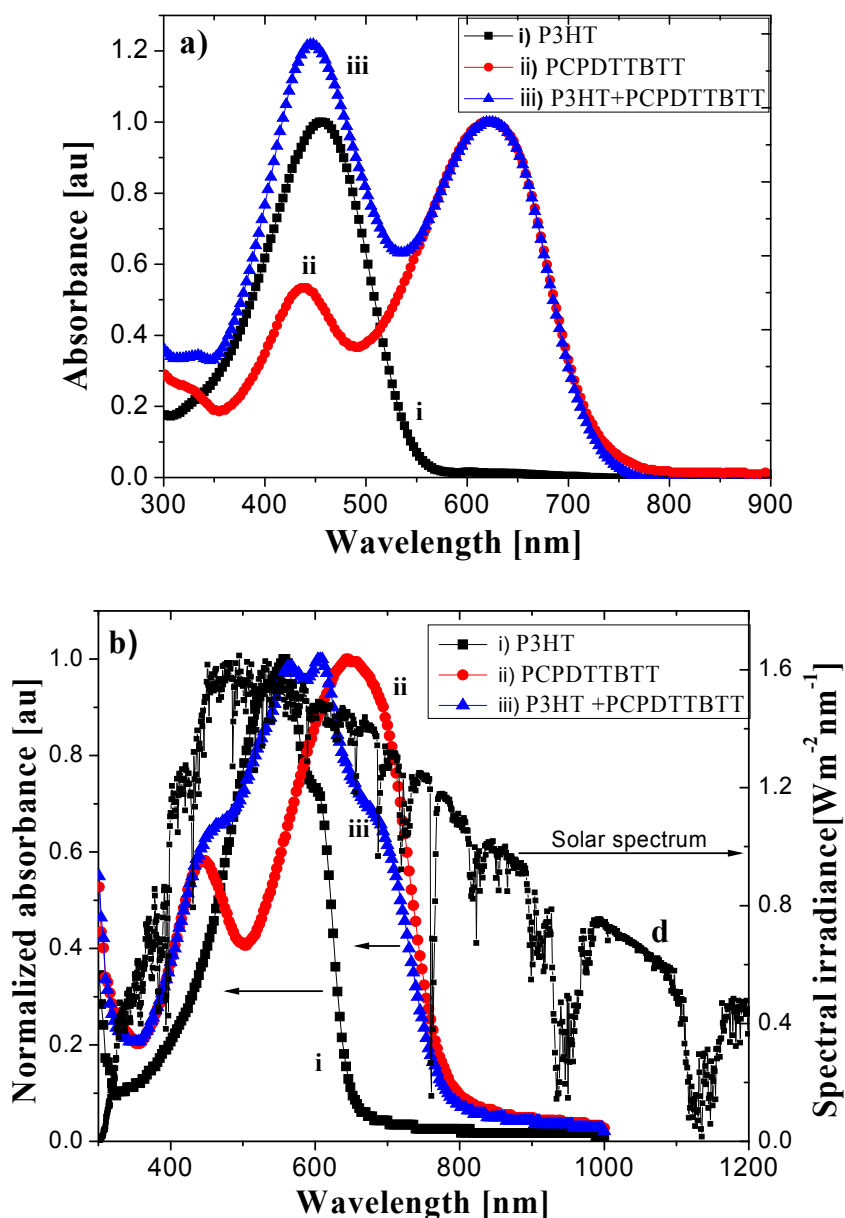 a)
i) P3HT
ii) PCPDTTBTT
iii) P3HT+PCPDTTBTT
iii
ii
i
1.2
1.0
0.8
0.6
0.4
0.2
0.0
Absorbance [au]
300 400 500 600 700 800 900
Wavelength [nm]
b)
i) P3HT
ii) PCPDTTBTT
iii) P3HT +PCPDTTBTT
ii
iii
i
Solar spectrum
d
1.0
0.8
0.6
0.4
0.2
0.0
Normalized absorbance [au]
1.6
1.2
0.8
0.4
0.0
Spectral irradiance[Wm-2 nm-1]
400 600 800 1000 1200
Wavelength [nm]